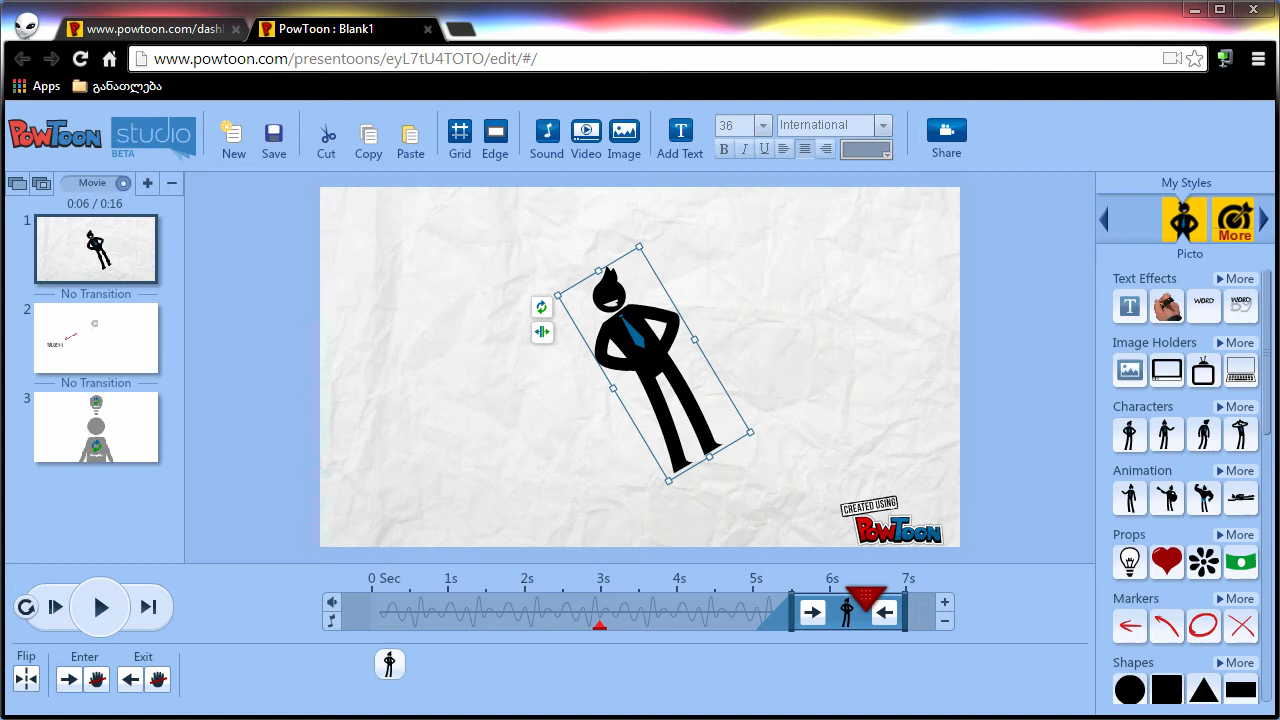 www.powtoon.com/dashl
PowToon : Blank1
www.powtoon.com/presentoons/eyL7tU4TOTO/edit/#/
Apps
განათლება
POWTOON
studio
BETA
New
Save
Cut
Copy
Paste
Grid
Edge
Sound
Video
Image
T
Add Text
36
International
B I U
Share
Movie
0:06 / 0:16
1
No Transition
2
No Transition
3
CREATED USING
POWTOON
My Styles
More
Picto
Text Effects
More
T
WORD
WORD
Image Holders
More
Characters
More
Animation
More
Props
More
Markers
More
Shapes
More
0 Sec 1s 2s 3s 4s 5s 6s 7s
Flip
Enter
Exit